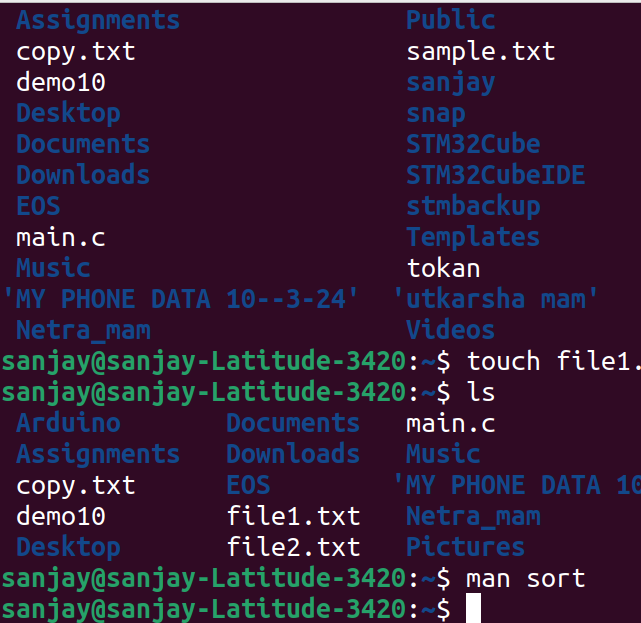 Assignments Public
copy.txt sample.txt
demo10 sanjay
Desktop snap
Documents STM32Cube
Downloads STM32CubeIDE
EOS stmbackup
main.c Templates
Music tokan
'MY PHONE DATA 10--3-24' 'utkarsha mam'
Netra_mam Videos
sanjay@sanjay-Latitude-3420:~$ touch file1.
sanjay@sanjay-Latitude-3420:~$ ls
Arduino Documents main.c
Assignments Downloads Music
copy.txt EOS 'MY PHONE DATA 10
demo10 file1.txt Netra_mam
Desktop file2.txt Pictures
sanjay@sanjay-Latitude-3420:~$ man sort
sanjay@sanjay-Latitude-3420:~$